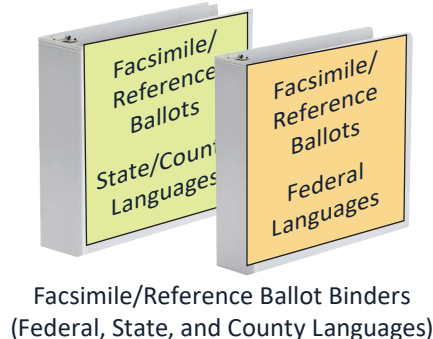 Facsimile/
Reference
Ballots
State/Count
Languages
Facsimile/
Reference
Ballots
Federal
Languages
Facsimile/Reference Ballot Binders
(Federal, State, and County Languages)